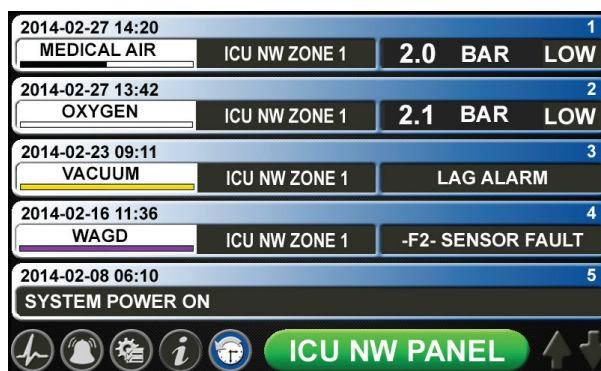 2014-02-27 14:20 1
MEDICAL AIR ICU NW ZONE 1 2.0 BAR LOW
2014-02-27 13:42 2
OXYGEN ICU NW ZONE 1 2.1 BAR LOW
2014-02-23 09:11 3
VACUUM ICU NW ZONE 1 LAG ALARM
2014-02-16 11:36 4
WAGD ICU NW ZONE 1 -F2- SENSOR FAULT
2014-02-08 06:10 5
SYSTEM POWER ON
i ICU NW PANEL